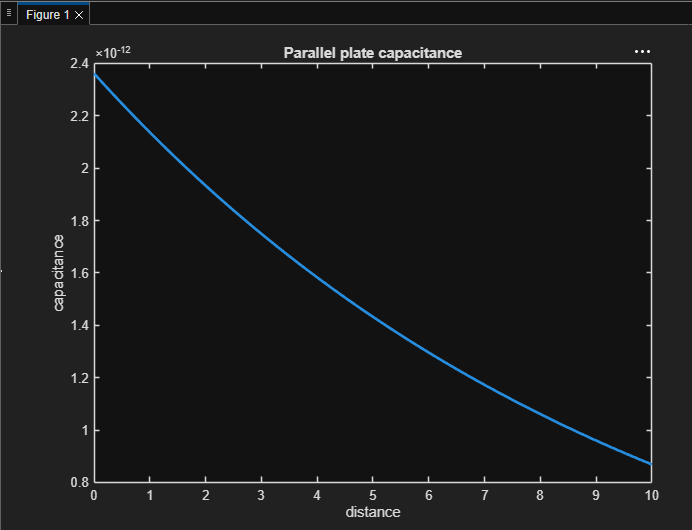 Figure 1
×10⁻¹²
Parallel plate capacitance
2.4
2.2
2
1.8
1.6
1.4
1.2
1
0.8
capacitance
0 1 2 3 4 5 6 7 8 9 10
distance